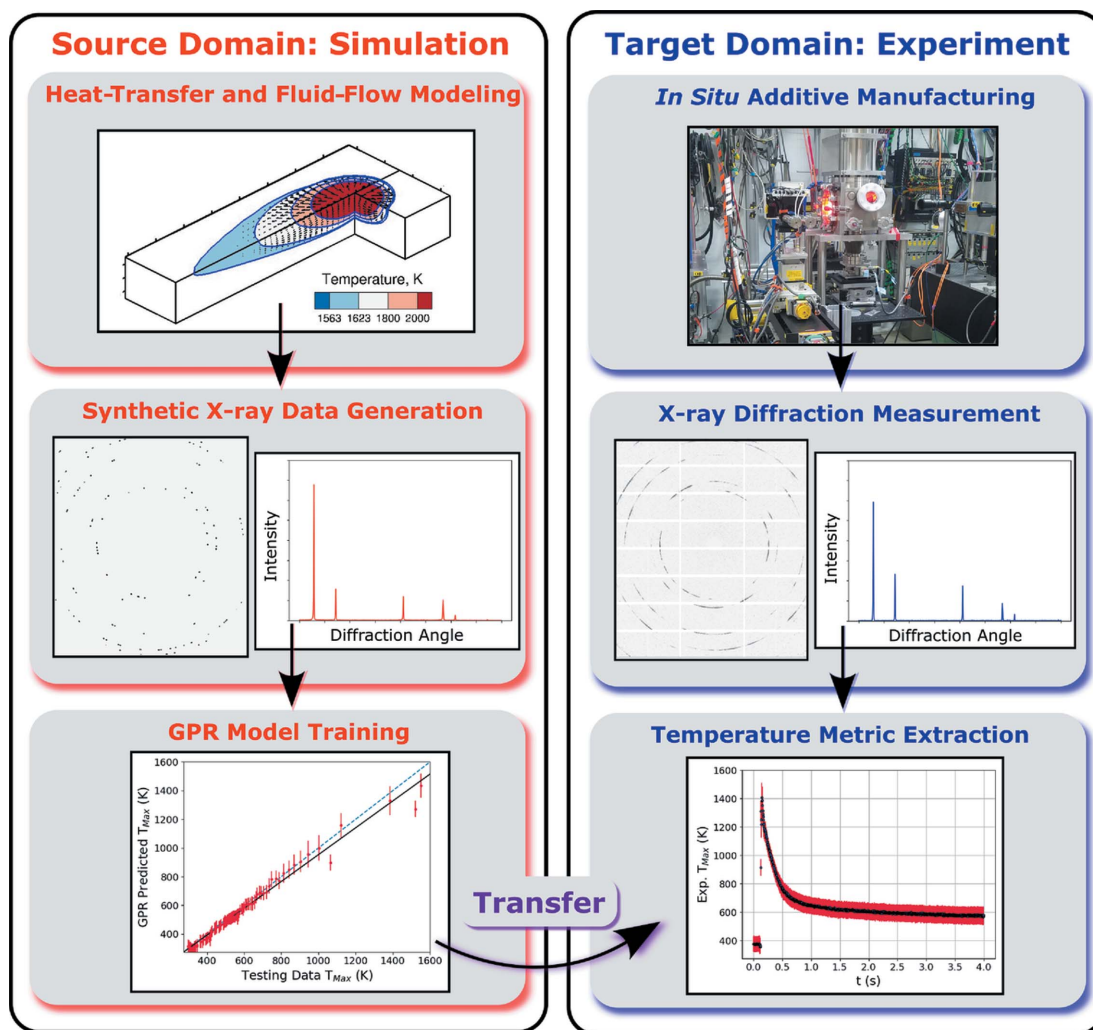 Source Domain: Simulation
Heat-Transfer and Fluid-Flow Modeling
Temperature, K
1563 1623 1800 2000
Synthetic X-ray Data Generation
Intensity
Diffraction Angle
GPR Model Training
GPR Predicted T_Max (K)
1600
1400
1200
1000
800
600
400
400 600 800 1000 1200 1400 1600
Testing Data T_Max (K)
Transfer
Target Domain: Experiment
In Situ Additive Manufacturing
X-ray Diffraction Measurement
Intensity
Diffraction Angle
Temperature Metric Extraction
Exp. T_Max (K)
1600
1400
1200
1000
800
600
400
0.0 0.5 1.0 1.5 2.0 2.5 3.0 3.5 4.0
t (s)